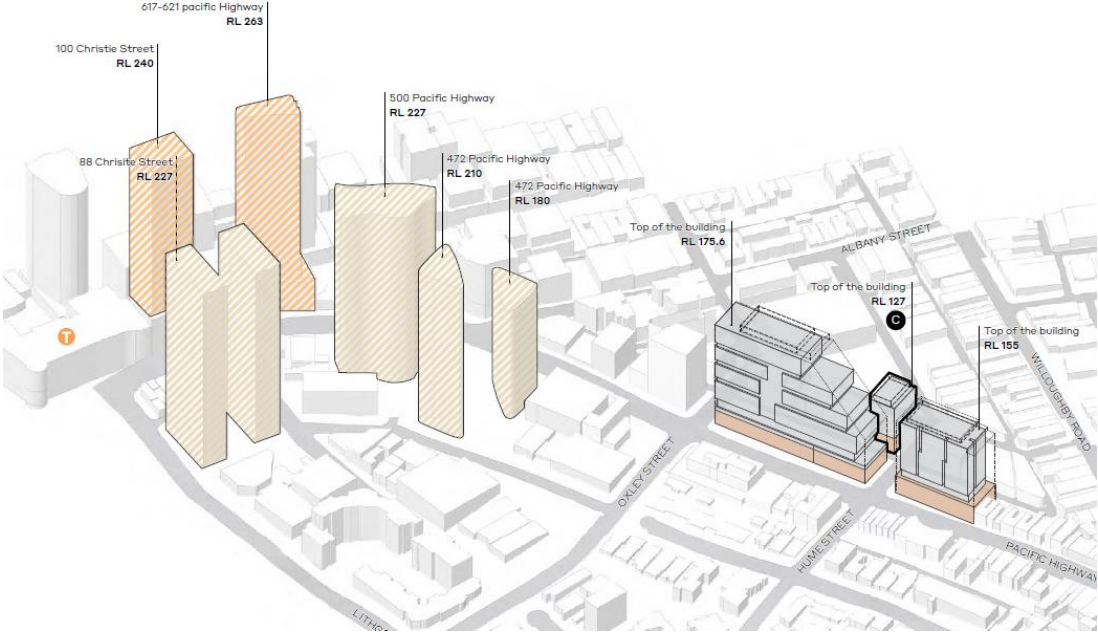 617-621 pacific Highway
RL 263
100 Christie Street
RL 240
500 Pacific Highway
RL 227
88 Chrisite Street
RL 227
472 Pacific Highway
RL 210
472 Pacific Highway
RL 180
Top of the building
RL 175.6
ALBANY STREET
Top of the building
RL 127
C
Top of the building
RL 155
T
WILLOUGHBY ROAD
OXLEY STREET
HUME STREET
PACIFIC HIGHWAY